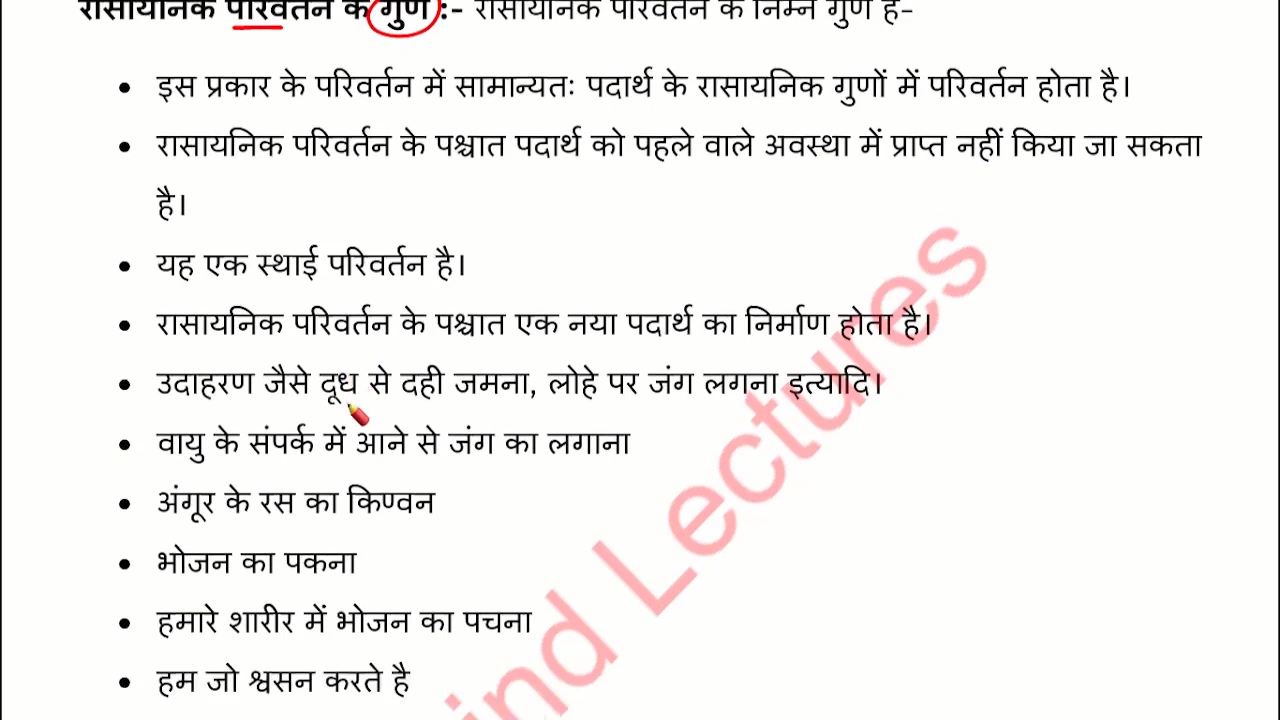 रासायनिक परिवर्तन के गुण :- रासायनिक परिवर्तन के निम्न गुण है-
• इस प्रकार के परिवर्तन में सामान्यतः पदार्थ के रासायनिक गुणों में परिवर्तन होता है।
• रासायनिक परिवर्तन के पश्चात पदार्थ को पहले वाले अवस्था में प्राप्त नहीं किया जा सकता
है।
• यह एक स्थाई परिवर्तन है।
• रासायनिक परिवर्तन के पश्चात एक नया पदार्थ का निर्माण होता है।
• उदाहरण जैसे दूध से दही जमना, लोहे पर जंग लगना इत्यादि।
• वायु के संपर्क में आने से जंग का लगाना
• अंगूर के रस का किण्वन
• भोजन का पकना
• हमारे शारीर में भोजन का पचना
• हम जो श्वसन करते है
ind Lectures